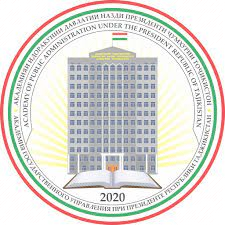 АКАДЕМИЯИ ИДОРАКУНИИ ДАВЛАТИИ НАЗДИ ПРЕЗИДЕНТИ ҶУМҲУРИИ ТОҶИКИСТОН
ACADEMY OF PUBLIC ADMINISTRATION UNDER THE PRESIDENT REPUBLIC OF TAJIKISTAN
АКАДЕМИЯ ГОСУДАРСТВЕННОГО УПРАВЛЕНИЯ ПРИ ПРЕЗИДЕНТЕ РЕСПУБЛИКИ ТАДЖИКИСТАН
2020